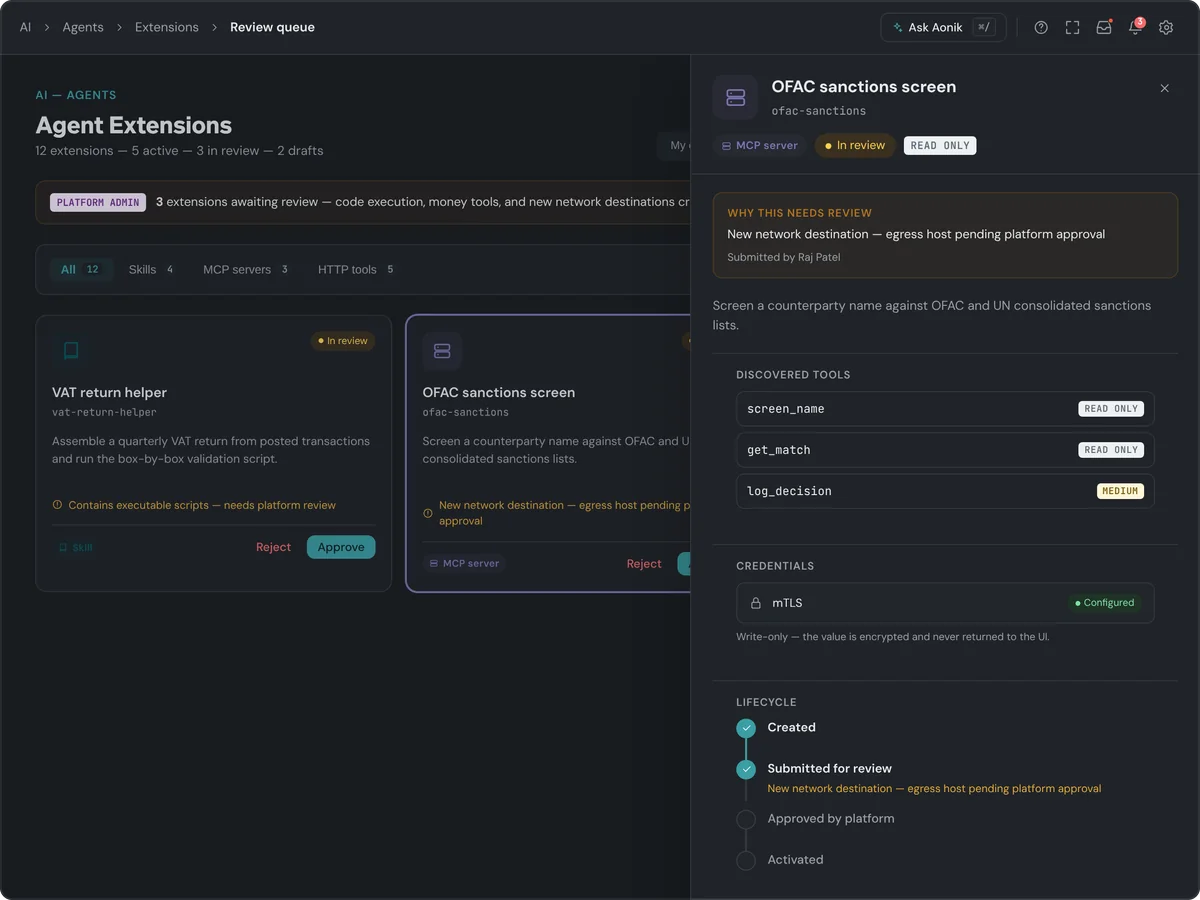 AI > Agents > Extensions > Review queue
Ask Aonik ⌘/
3
AI — AGENTS
Agent Extensions
12 extensions — 5 active — 3 in review — 2 drafts
My
PLATFORM ADMIN 3 extensions awaiting review — code execution, money tools, and new network destinations cr
All 12 Skills 4 MCP servers 3 HTTP tools 5
In review
VAT return helper
vat-return-helper
Assemble a quarterly VAT return from posted transactions
and run the box-by-box validation script.
Contains executable scripts — needs platform review
Skill Reject Approve
OFAC sanctions screen
ofac-sanctions
Screen a counterparty name against OFAC and U
consolidated sanctions lists.
New network destination — egress host pending p
approval
MCP server Reject
OFAC sanctions screen
ofac-sanctions
MCP server In review READ ONLY
WHY THIS NEEDS REVIEW
New network destination — egress host pending platform approval
Submitted by Raj Patel
Screen a counterparty name against OFAC and UN consolidated sanctions
lists.
DISCOVERED TOOLS
screen_name READ ONLY
get_match READ ONLY
log_decision MEDIUM
CREDENTIALS
mTLS Configured
Write-only — the value is encrypted and never returned to the UI.
LIFECYCLE
Created
Submitted for review
New network destination — egress host pending platform approval
Approved by platform
Activated